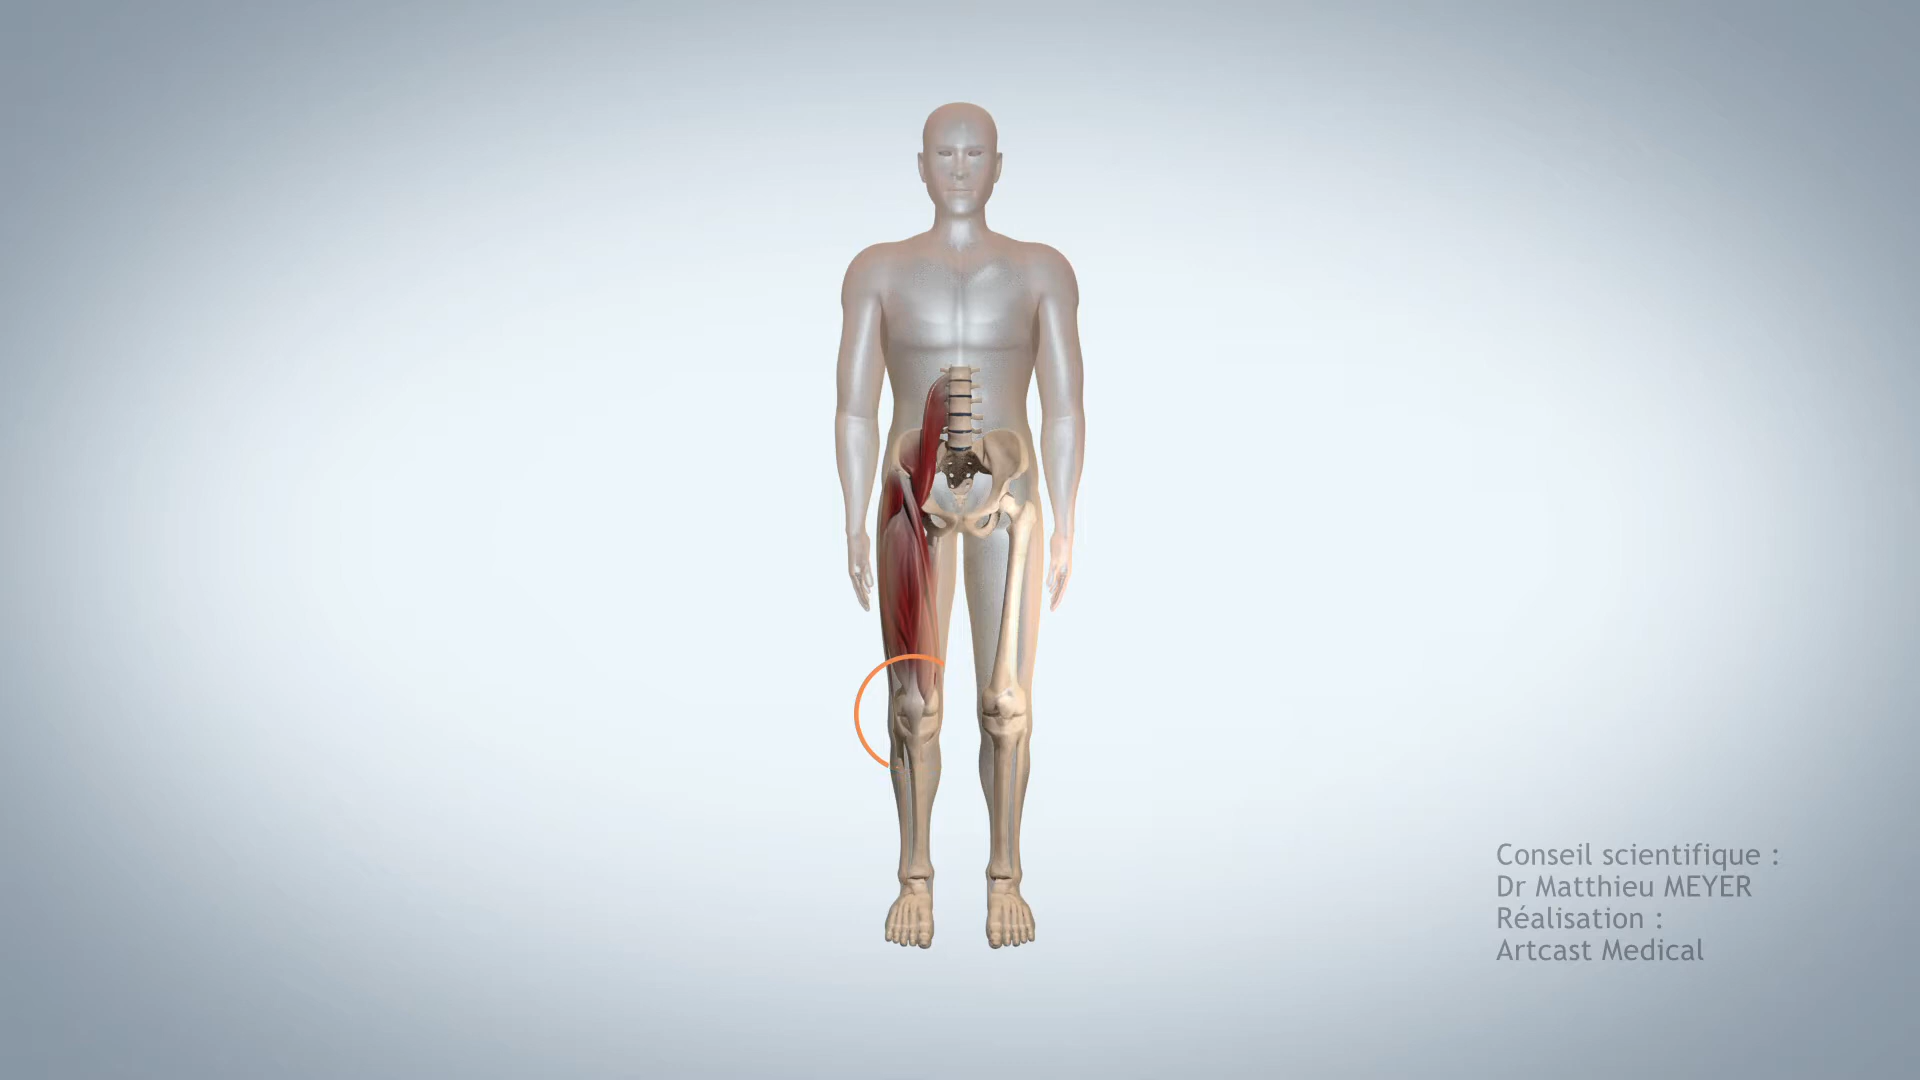 Conseil scientifique :
Dr Matthieu MEYER
Réalisation :
Artcast Medical